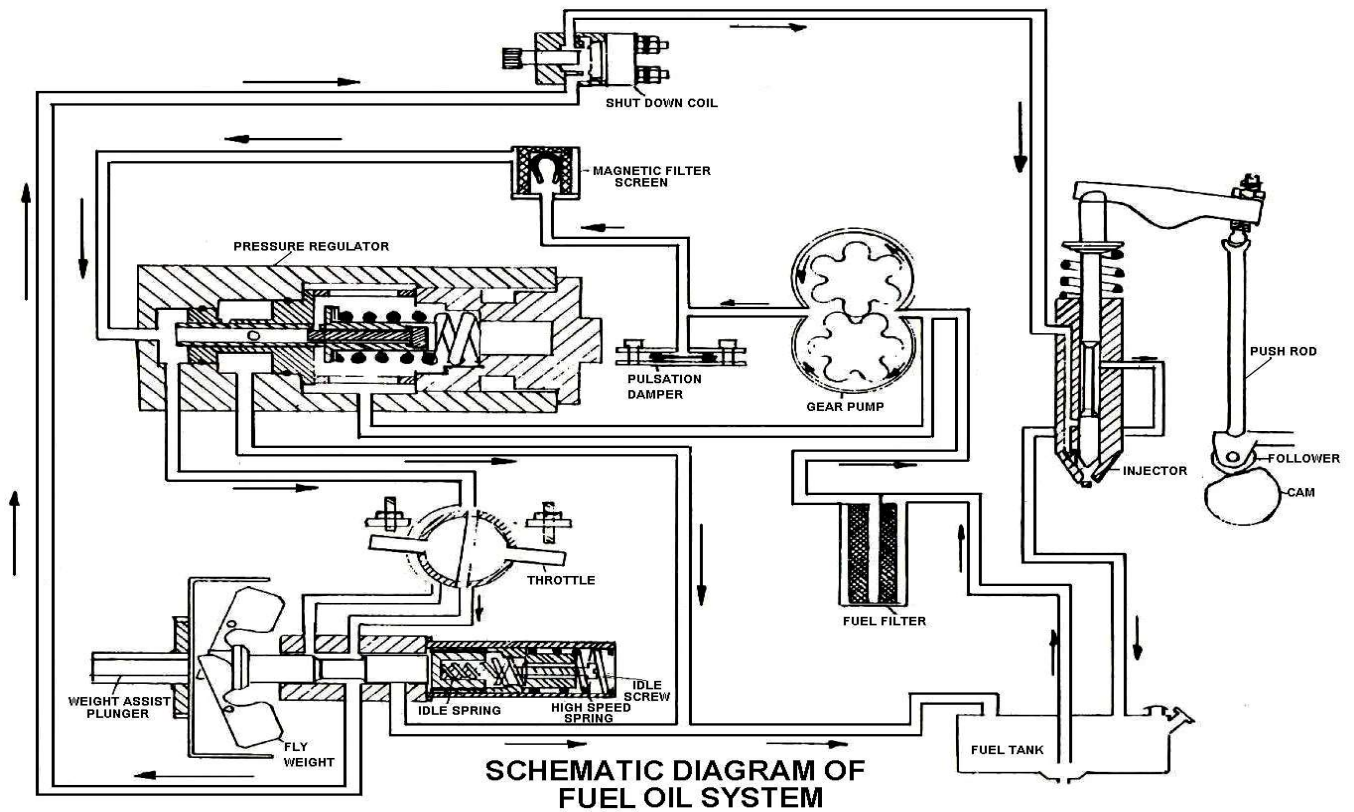 SHUT DOWN COIL
MAGNETIC FILTER
SCREEN
PRESSURE REGULATOR
PULSATION
DAMPER
GEAR PUMP
PUSH ROD
INJECTOR
FOLLOWER
CAM
THROTTLE
FUEL FILTER
WEIGHT ASSIST
PLUNGER
FLY
WEIGHT
IDLE SPRING
HIGH SPEED
SPRING
IDLE
SCREW
FUEL TANK
SCHEMATIC DIAGRAM OF
FUEL OIL SYSTEM